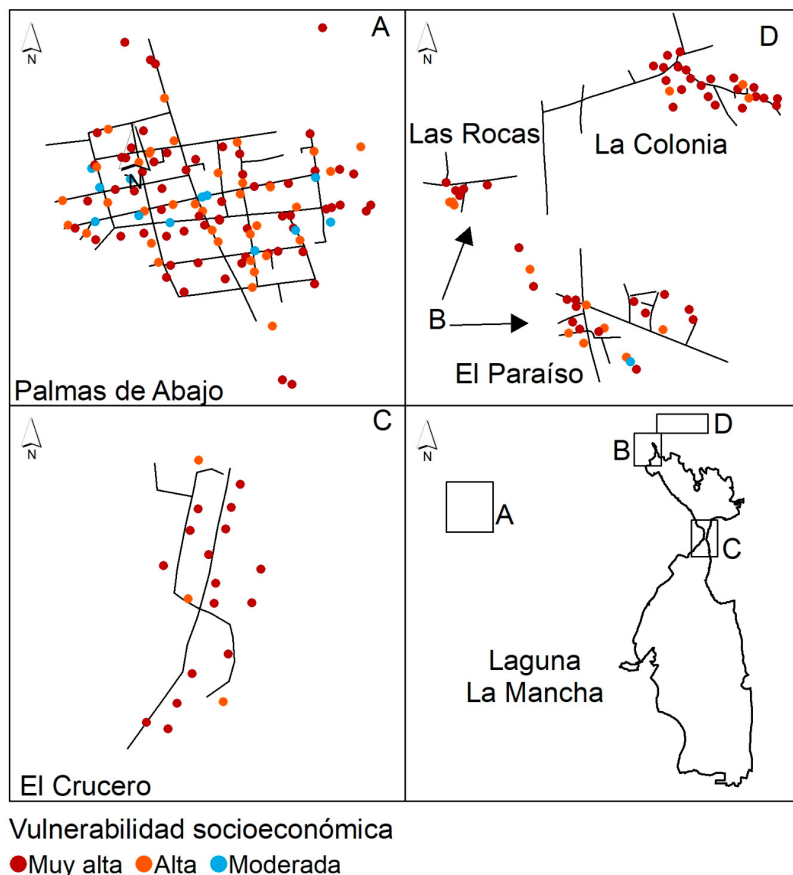 A
N
N
Palmas de Abajo
D
N
Las Rocas
La Colonia
B
El Paraíso
C
N
El Crucero
N
D
B
A
C
Laguna
La Mancha
Vulnerabilidad socioeconómica
Muy alta Alta Moderada